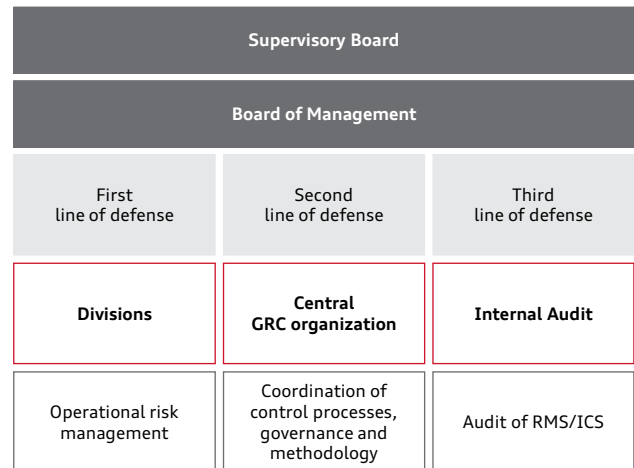 Supervisory Board
Board of Management
First
line of defense
Second
line of defense
Third
line of defense
Divisions
Central
GRC organization
Internal Audit
Operational risk
management
Coordination of
control processes,
governance and
methodology
Audit of RMS/ICS